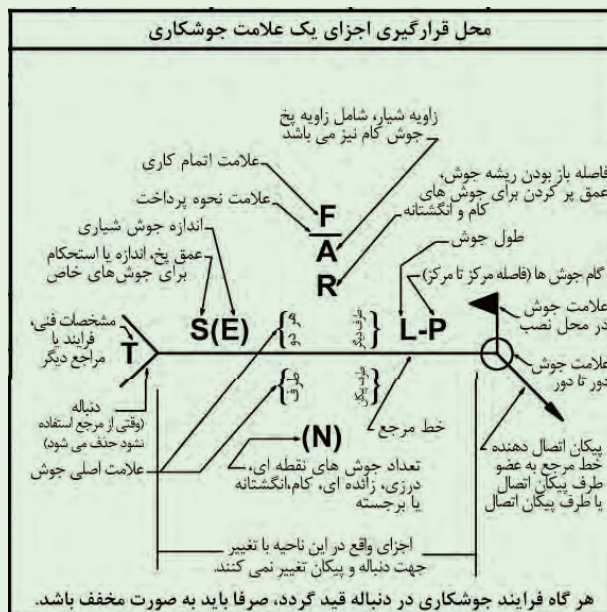 محل قرارگیری اجزای یک علامت جوشکاری
زاویه شیار، شامل زاویه پخ
جوش کام نیز می باشد
علامت اتمام کاری
علامت نحوه پرداخت
اندازه جوش شیاری
عمق پخ، اندازه یا استحکام
برای جوش‌های خاص
فاصله باز بودن ریشه جوش،
عمق پر کردن برای جوش های
کام و انگشتانه
طول جوش
گام جوش ها (فاصله مرکز تا مرکز)
F
A
R
S(E)
هر دو
طرف
طرف دیگر
طرف پیکان
L-P
علامت جوش
در محل نصب
علامت جوش
دور تا دور
مشخصات فنی،
فرایند یا
مراجع دیگر
T
دنباله
(وقتی از مرجع استفاده
نشود حذف می شود)
علامت اصلی جوش
(N)
خط مرجع
تعداد جوش های نقطه ای،
درزی، زائده ای، کام،انگشتانه
یا برجسته
پیکان اتصال دهنده
خط مرجع به عضو
طرف پیکان اتصال
یا طرف پیکان اتصال
اجزای واقع در این ناحیه با تغییر
جهت دنباله و پیکان تغییر نمی کنند.
هر گاه فرایند جوشکاری در دنباله قید گردد، صرفا باید به صورت مخفف باشد.